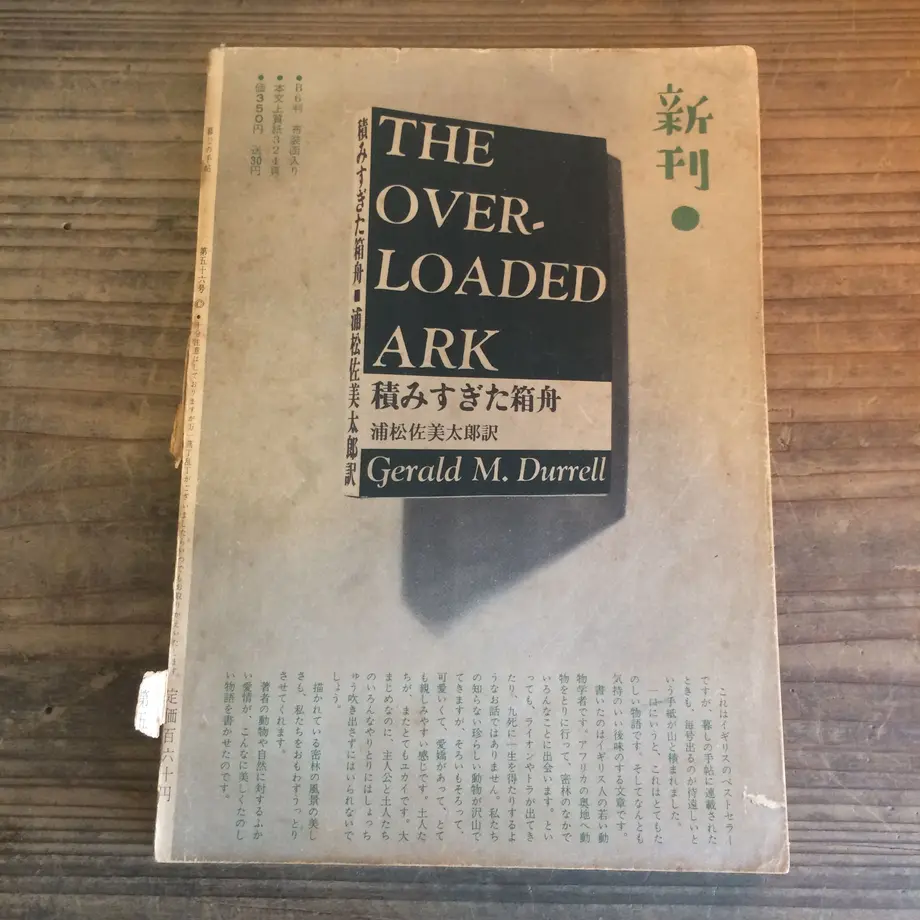 新刊●
●B6判 布装函入り
●本文上質紙324頁
●価350円 送30円
積みすぎた箱舟■浦松佐美太郎訳
THE
OVER-
LOADED
ARK
積みすぎた箱舟
浦松佐美太郎訳
Gerald M. Durrell
これはイギリスのベストセラー
ですが、暮しの手帖に連載された
ときも、毎号出るのが待遠しいと
いう手紙が山と積まれました。
一口にいうと、これはとてもた
のしい物語です。そしてなんとも
気持のいい後味のする文章です。
書いたのはイギリス人の若い動
物学者です。アフリカの奥地へ動
物をとりに行って、密林のなかで
いろんなことに出会います。とい
っても、ライオンやトラが出てき
たり、九死に一生を得たりするよ
うなお話ではありません。私たち
の知らない珍らしい動物が沢山で
てきますが、そろいもそろって、
可愛いくて、愛嬌があって、とて
も親しみやすい感じです。土人た
ちが、またとてもユカイです。大
まじめなのに、主人公と土人たち
のいろんなやりとりにはしょっち
ゅう吹き出さずにはいられないで
しょう。
描かれている密林の風景の美し
さも、私たちをおもわずうっとり
させてくれます。
著者の動物や自然に対するふか
い愛情が、こんなに美しくたのし
い物語を書かせたのです。
暮しの手帖
第五十六号
第五
定価百六十円